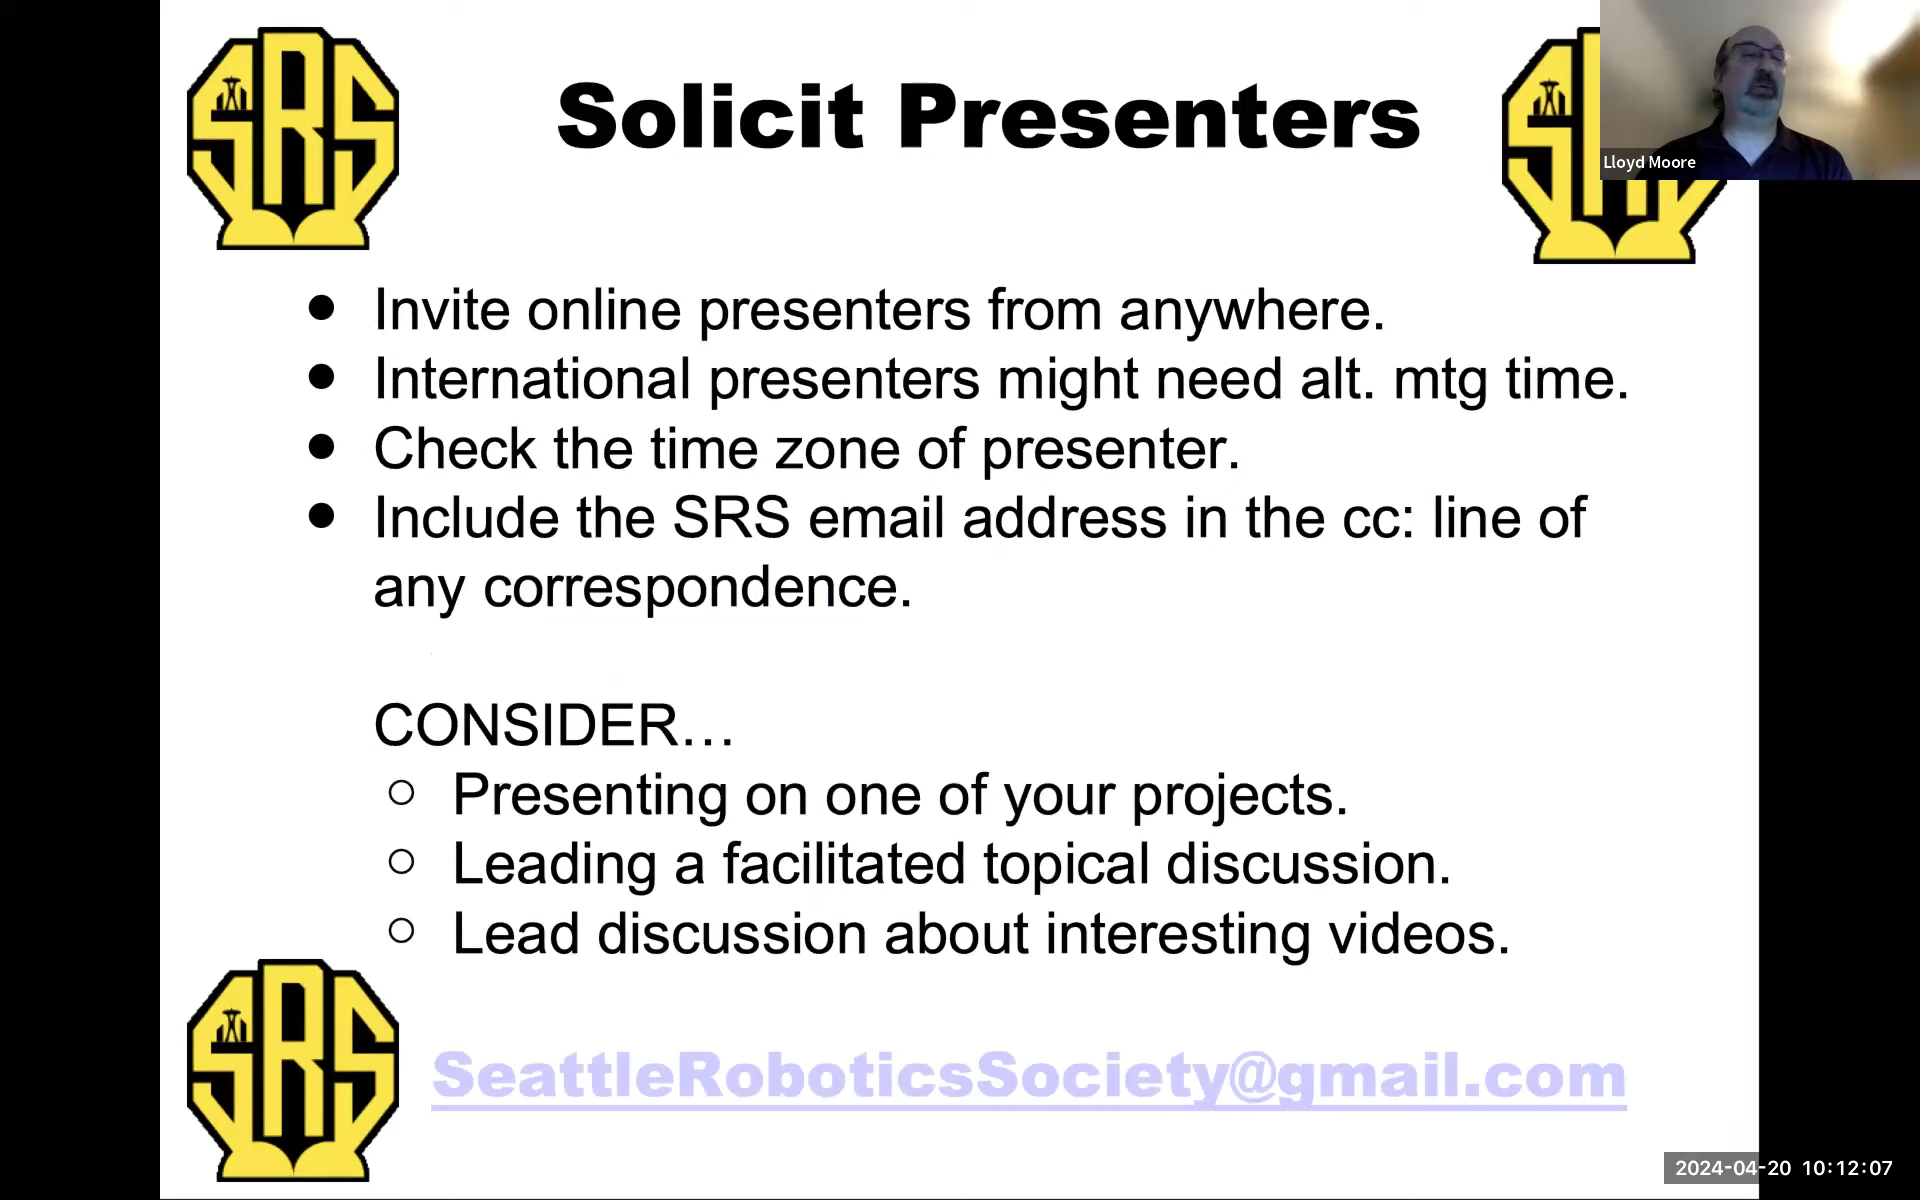 SRS
Solicit Presenters
Lloyd Moore
● Invite online presenters from anywhere.
● International presenters might need alt. mtg time.
● Check the time zone of presenter.
● Include the SRS email address in the cc: line of
any correspondence.
CONSIDER…
○ Presenting on one of your projects.
○ Leading a facilitated topical discussion.
○ Lead discussion about interesting videos.
SRS
SeattleRoboticsSociety@gmail.com
2024-04-20 10:12:07